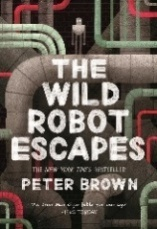 THE
WILD
ROBOT
ESCAPES
THE NEW YORK TIMES BESTSELLER
PETER BROWN